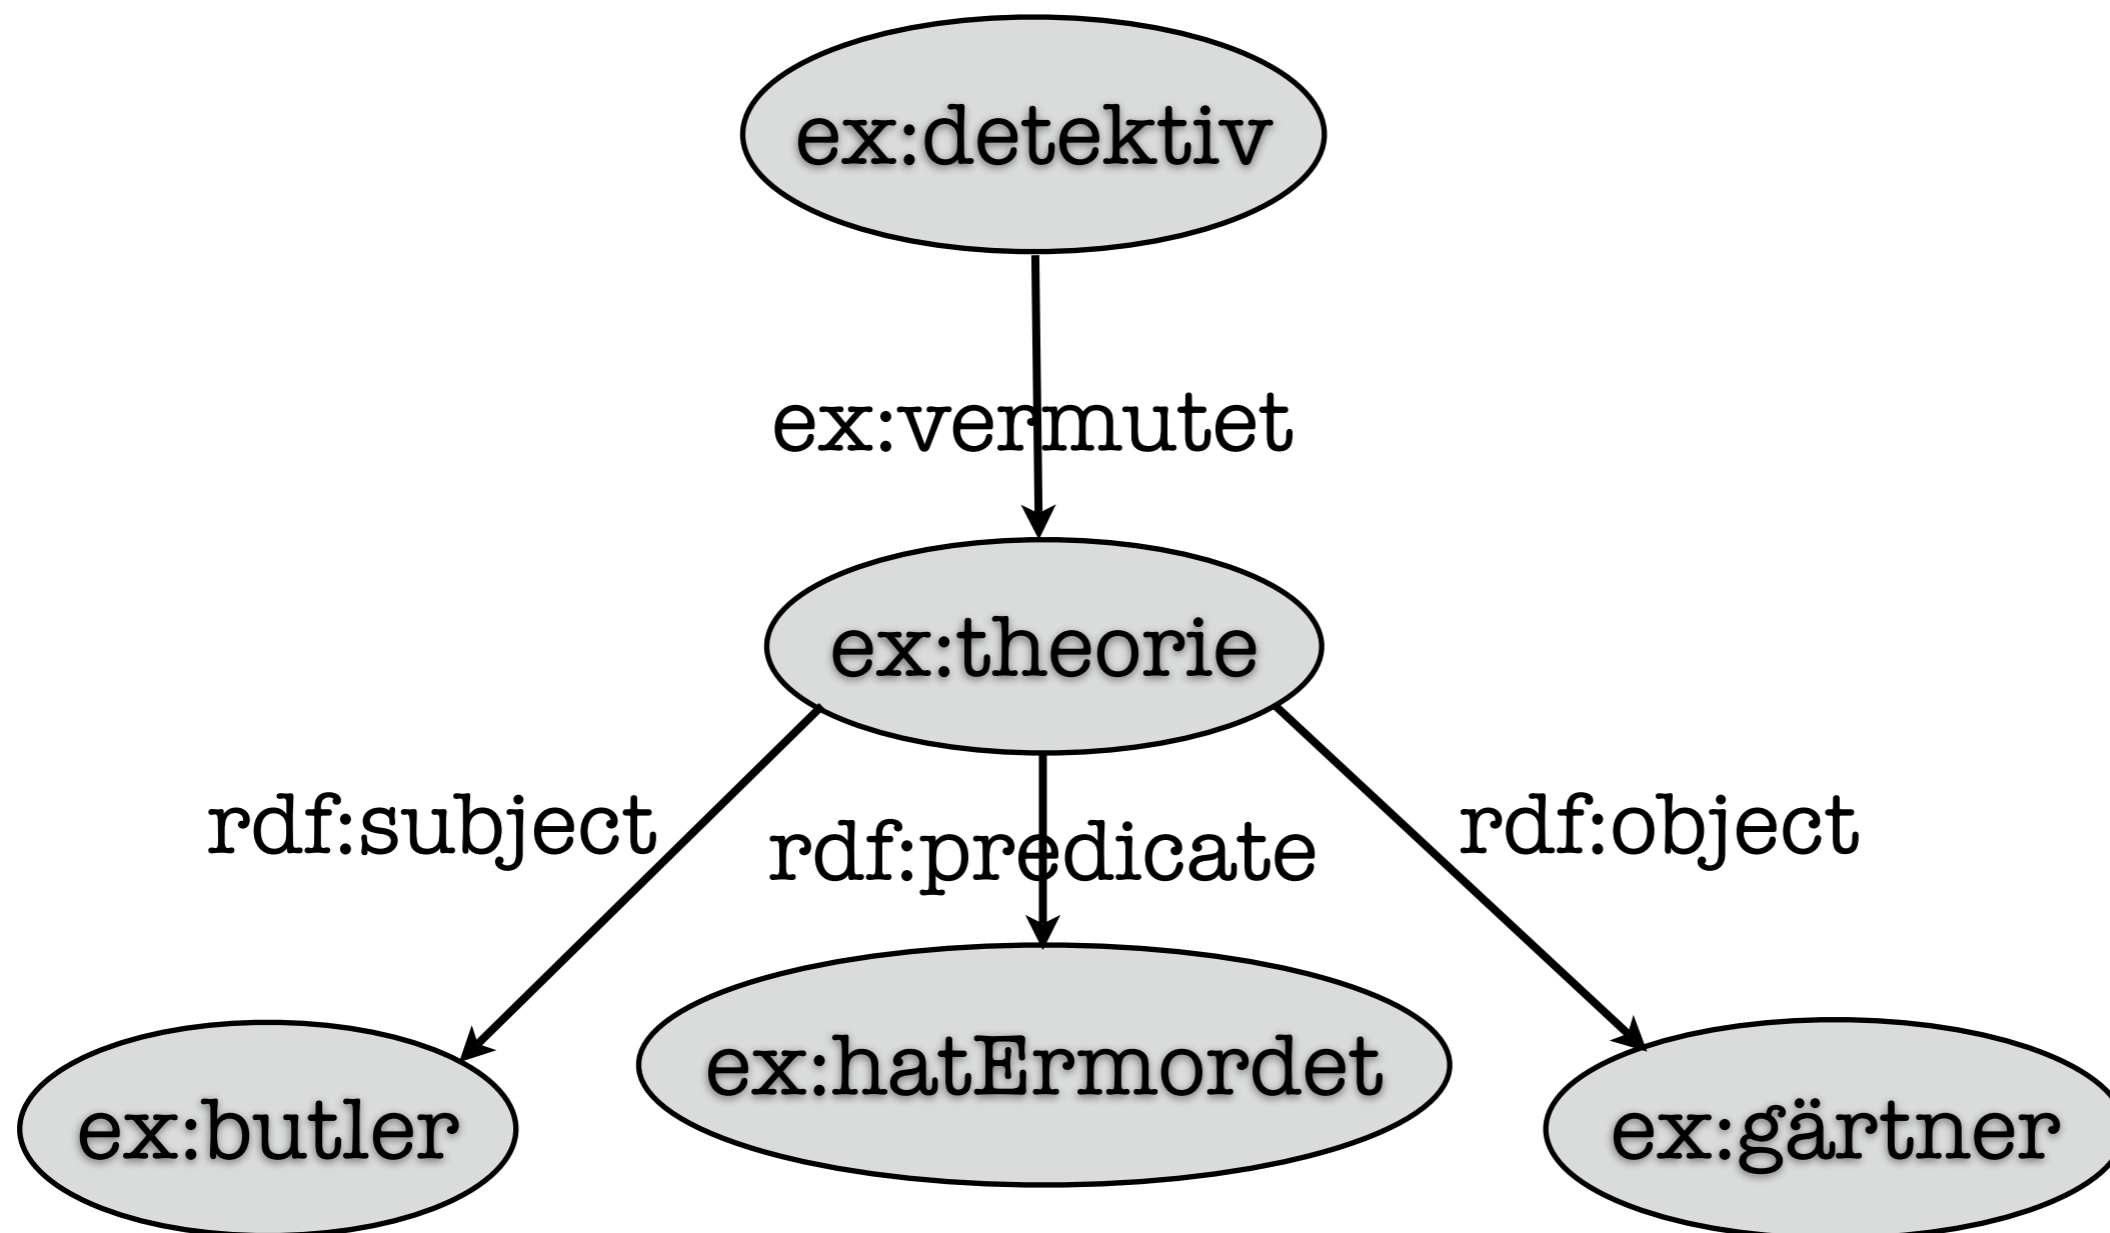 ex:detektiv
ex:vermutet
ex:theorie
rdf:subject
rdf:predicate
rdf:object
ex:butler
ex:hatErmordet
ex:gärtner